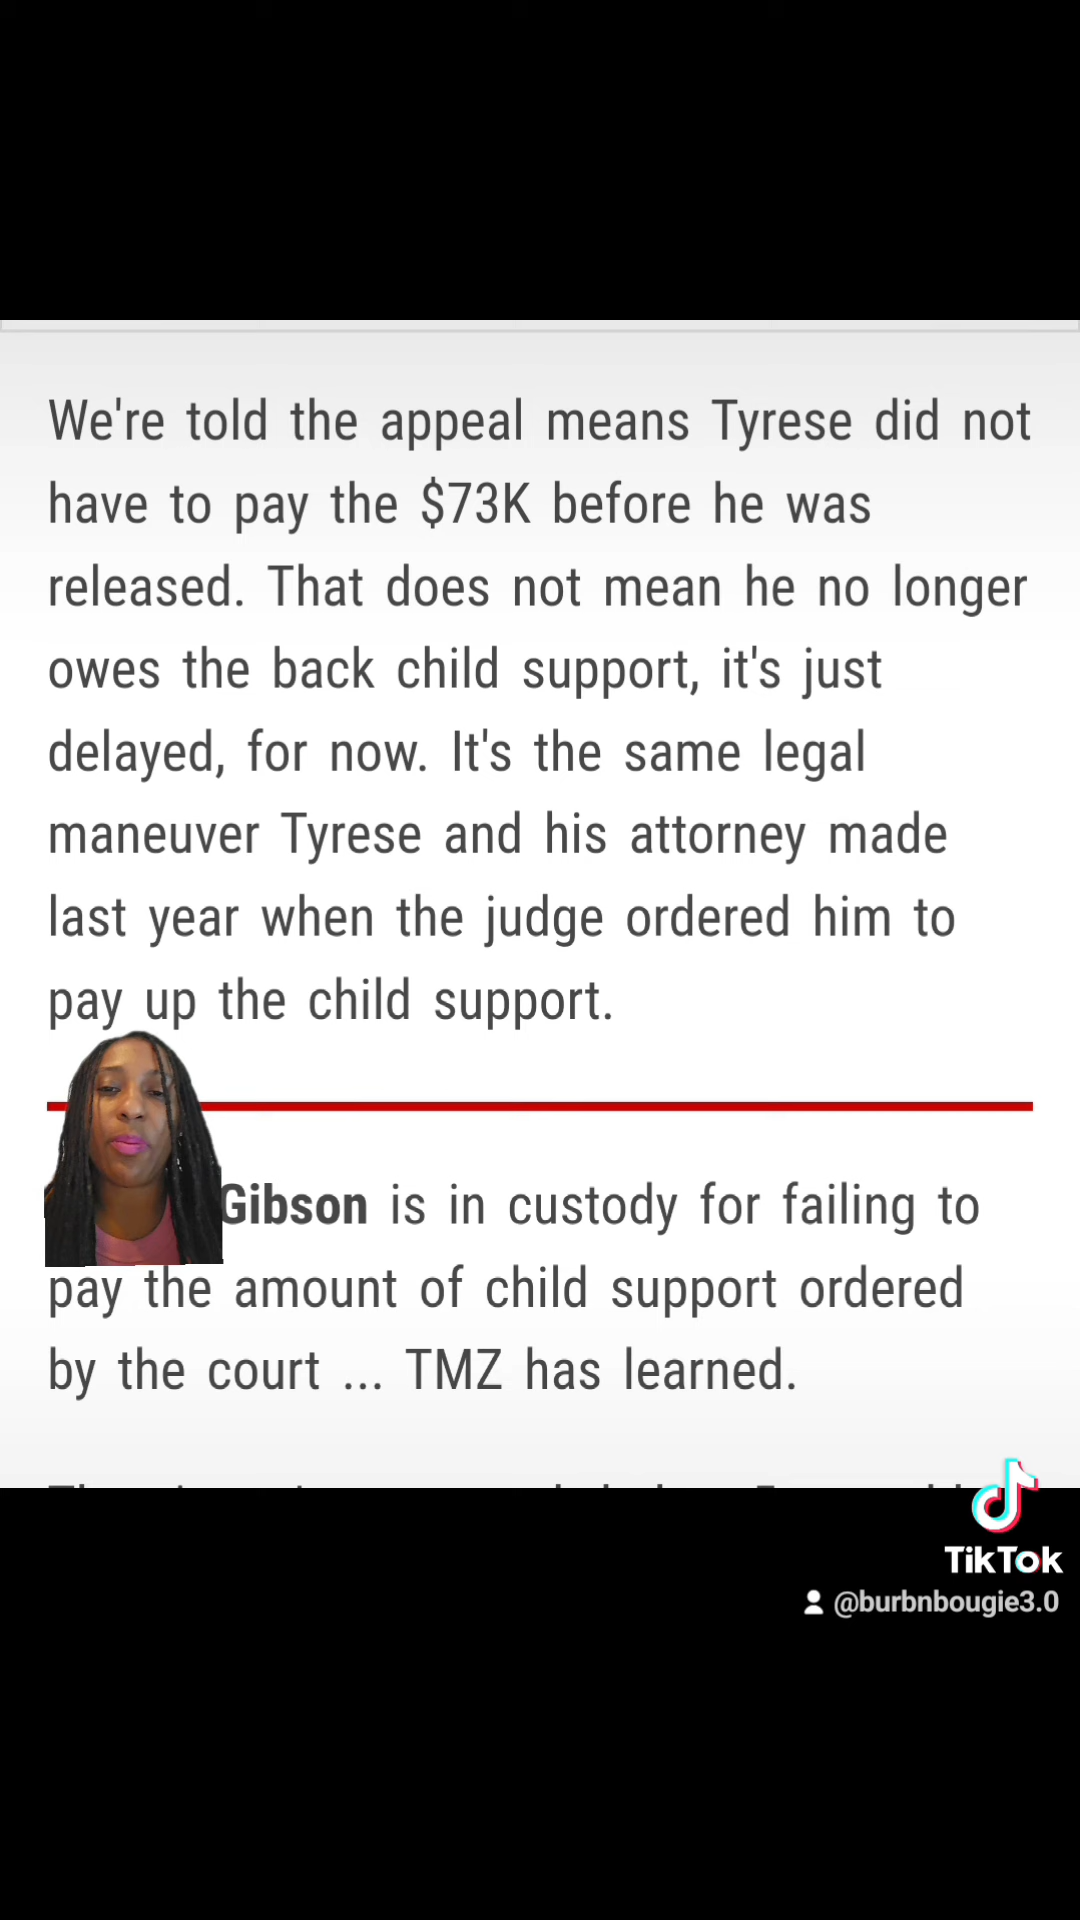 We're told the appeal means Tyrese did not
have to pay the $73K before he was
released. That does not mean he no longer
owes the back child support, it's just
delayed, for now. It's the same legal
maneuver Tyrese and his attorney made
last year when the judge ordered him to
pay up the child support.
Gibson is in custody for failing to
pay the amount of child support ordered
by the court ... TMZ has learned.
TikTok
@burbnbougie3.0